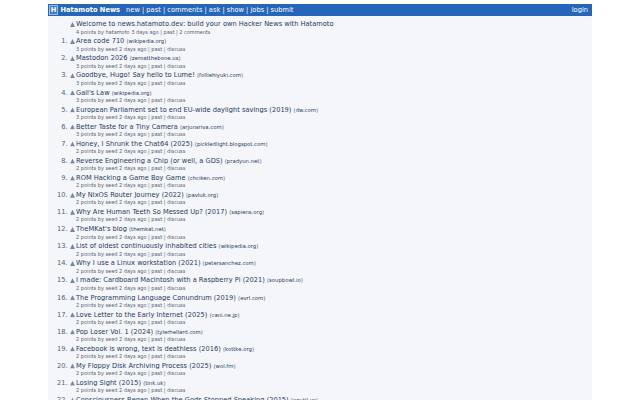 H Hatamoto News new | past | comments | ask | show | jobs | submit login
▲ Welcome to news.hatamoto.dev: build your own Hacker News with Hatamoto
4 points by hatamoto 3 days ago | past | 2 comments
1. ▲ Area code 710 (wikipedia.org)
3 points by seed 2 days ago | past | discuss
2. ▲ Mastodon 2026 (zemanthebone.ua)
3 points by seed 2 days ago | past | discuss
3. ▲ Goodbye, Hugo! Say hello to Lume! (folliehiyuki.com)
3 points by seed 2 days ago | past | discuss
4. ▲ Gall's Law (wikipedia.org)
3 points by seed 2 days ago | past | discuss
5. ▲ European Parliament set to end EU-wide daylight savings (2019) (dw.com)
3 points by seed 2 days ago | past | discuss
6. ▲ Better Taste for a Tiny Camera (arjunariva.com)
3 points by seed 2 days ago | past | discuss
7. ▲ Honey, I Shrunk the Chat64 (2025) (pickledlight.blogspot.com)
2 points by seed 2 days ago | past | discuss
8. ▲ Reverse Engineering a Chip (or well, a GDS) (pradyun.net)
2 points by seed 2 days ago | past | discuss
9. ▲ ROM Hacking a Game Boy Game (chciken.com)
2 points by seed 2 days ago | past | discuss
10. ▲ My NixOS Router Journey (2022) (pavluk.org)
2 points by seed 2 days ago | past | discuss
11. ▲ Why Are Human Teeth So Messed Up? (2017) (sapiens.org)
2 points by seed 2 days ago | past | discuss
12. ▲ TheMKat's blog (themkat.net)
2 points by seed 2 days ago | past | discuss
13. ▲ List of oldest continuously inhabited cities (wikipedia.org)
2 points by seed 2 days ago | past | discuss
14. ▲ Why I use a Linux workstation (2021) (petersanchez.com)
2 points by seed 2 days ago | past | discuss
15. ▲ I made: Cardboard Macintosh with a Raspberry Pi (2021) (soupbowl.io)
2 points by seed 2 days ago | past | discuss
16. ▲ The Programming Language Conundrum (2019) (esrl.com)
2 points by seed 2 days ago | past | discuss
17. ▲ Love Letter to the Early Internet (2025) (cani.ne.jp)
2 points by seed 2 days ago | past | discuss
18. ▲ Pop Loser Vol. 1 (2024) (tylerhellard.com)
2 points by seed 2 days ago | past | discuss
19. ▲ Facebook is wrong, text is deathless (2016) (kottke.org)
2 points by seed 2 days ago | past | discuss
20. ▲ My Floppy Disk Archiving Process (2025) (wol.fm)
2 points by seed 2 days ago | past | discuss
21. ▲ Losing Sight (2015) (tink.uk)
2 points by seed 2 days ago | past | discuss
22. ▲ Consciousness Began When the Gods Stopped Speaking (2015)